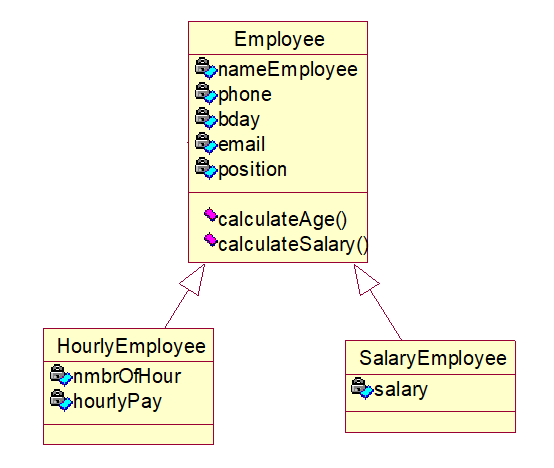 Employee
nameEmployee
phone
bday
email
position
calculateAge()
calculateSalary()
HourlyEmployee
nmbrOfHour
hourlyPay
SalaryEmployee
salary